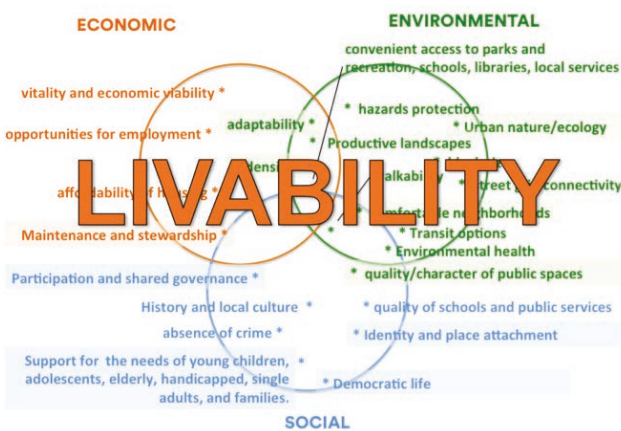 ECONOMIC
ENVIRONMENTAL
convenient access to parks and
recreation, schools, libraries, local services
vitality and economic viability *
* hazards protection
adaptability *
* Urban nature/ecology
opportunities for employment *
*
* Productive landscapes
LIVABILITY
connectivity
Maintenance and stewardship *
* Transit options
* Environmental health
* quality/character of public spaces
Participation and shared governance *
History and local culture *
* quality of schools and public services
absence of crime *
* Identity and place attachment
Support for the needs of young children, *
adolescents, elderly, handicapped, single
adults, and families.
* Democratic life
SOCIAL